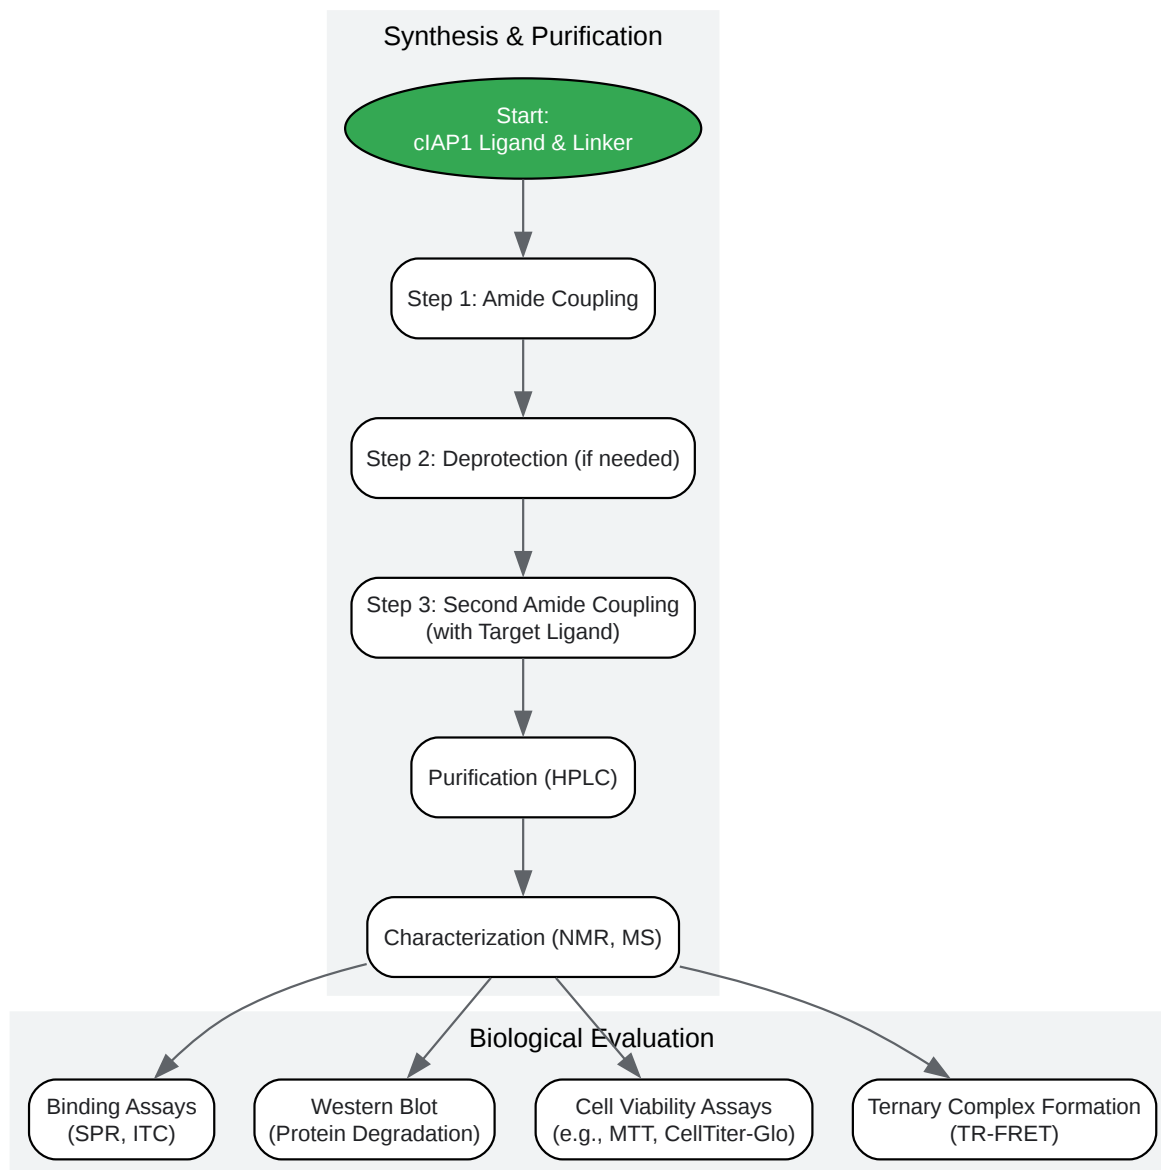 Synthesis & Purification
Start:
cIAP1 Ligand & Linker
Step 1: Amide Coupling
Step 2: Deprotection (if needed)
Step 3: Second Amide Coupling
(with Target Ligand)
Purification (HPLC)
Characterization (NMR, MS)
Biological Evaluation
Binding Assays
(SPR, ITC)
Western Blot
(Protein Degradation)
Cell Viability Assays
(e.g., MTT, CellTiter-Glo)
Ternary Complex Formation
(TR-FRET)